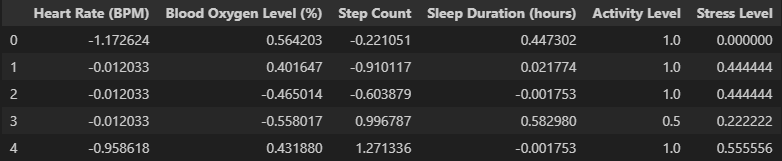 Heart Rate (BPM) Blood Oxygen Level (%) Step Count Sleep Duration (hours) Activity Level Stress Level
0 -1.172624 0.564203 -0.221051 0.447302 1.0 0.000000
1 -0.012033 0.401647 -0.910117 0.021774 1.0 0.444444
2 -0.012033 -0.465014 -0.603879 -0.001753 1.0 0.444444
3 -0.012033 -0.558017 0.996787 0.582980 0.5 0.222222
4 -0.958618 0.431880 1.271336 -0.001753 1.0 0.555556